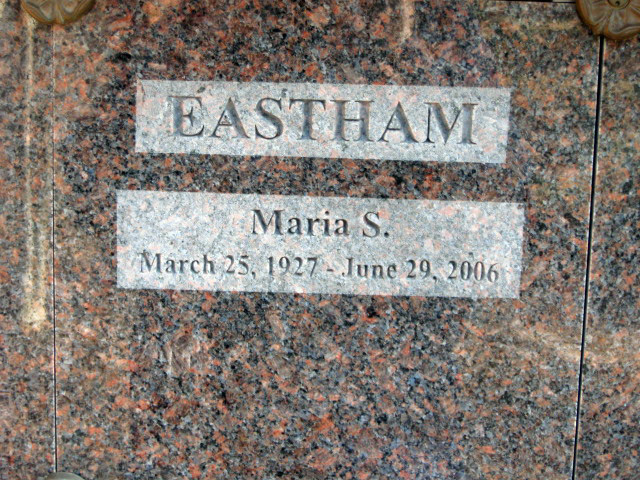 EASTHAM
Maria S.
March 25, 1927 - June 29, 2006